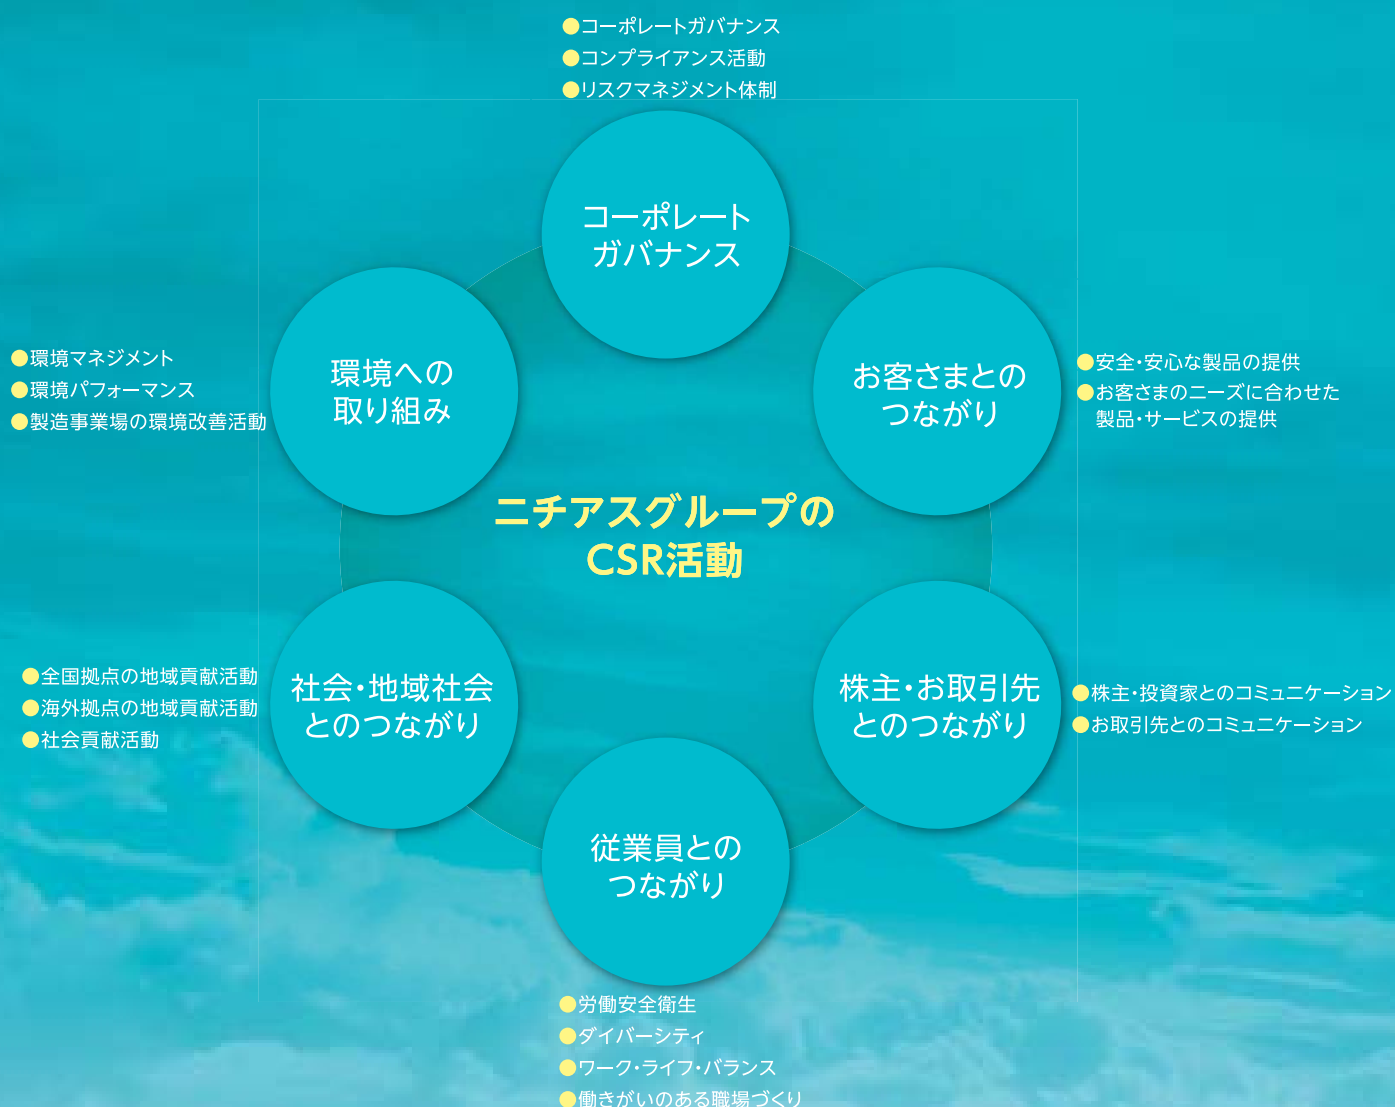 ●コーポレートガバナンス
●コンプライアンス活動
●リスクマネジメント体制
コーポレート
ガバナンス
お客さまとの
つながり
●安全・安心な製品の提供
●お客さまのニーズに合わせた
製品・サービスの提供
株主・お取引先
とのつながり
●株主・投資家とのコミュニケーション
●お取引先とのコミュニケーション
従業員との
つながり
●労働安全衛生
●ダイバーシティ
●ワーク・ライフ・バランス
●働きがいのある職場づくり
社会・地域社会
とのつながり
●全国拠点の地域貢献活動
●海外拠点の地域貢献活動
●社会貢献活動
環境への
取り組み
●環境マネジメント
●環境パフォーマンス
●製造事業場の環境改善活動
ニチアスグループの
CSR活動